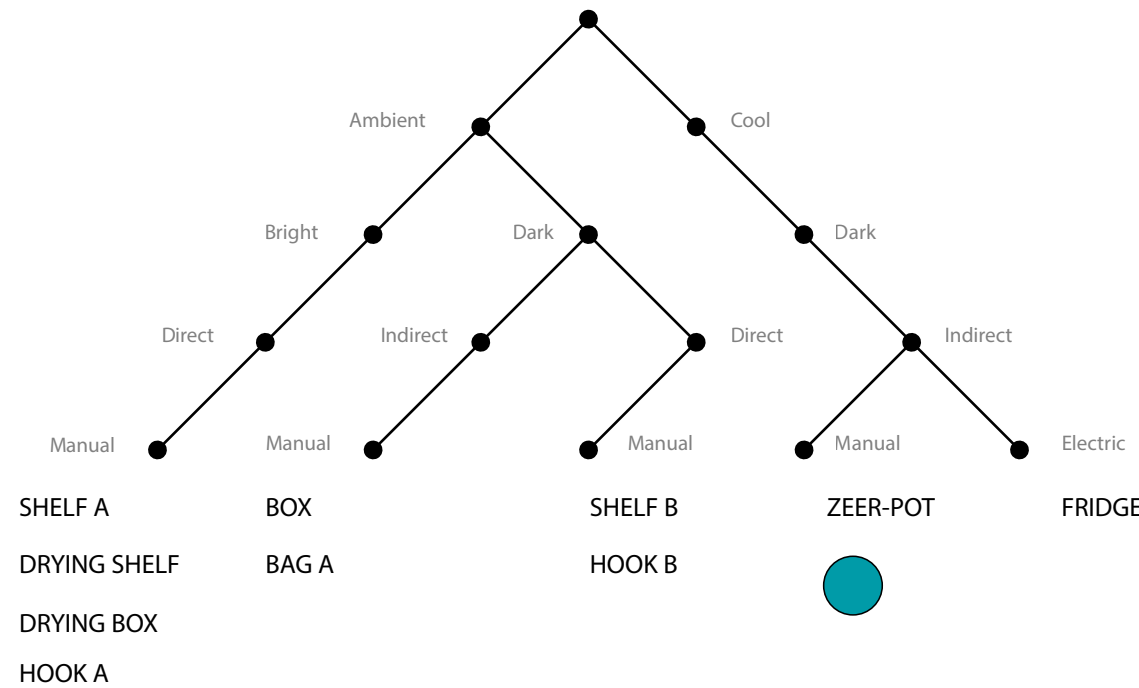 Ambient Cool
Bright Dark Dark
Direct Indirect Direct Indirect
Manual Manual Manual Manual Electric
SHELF A BOX SHELF B ZEER-POT FRIDGE
DRYING SHELF BAG A HOOK B
DRYING BOX
HOOK A